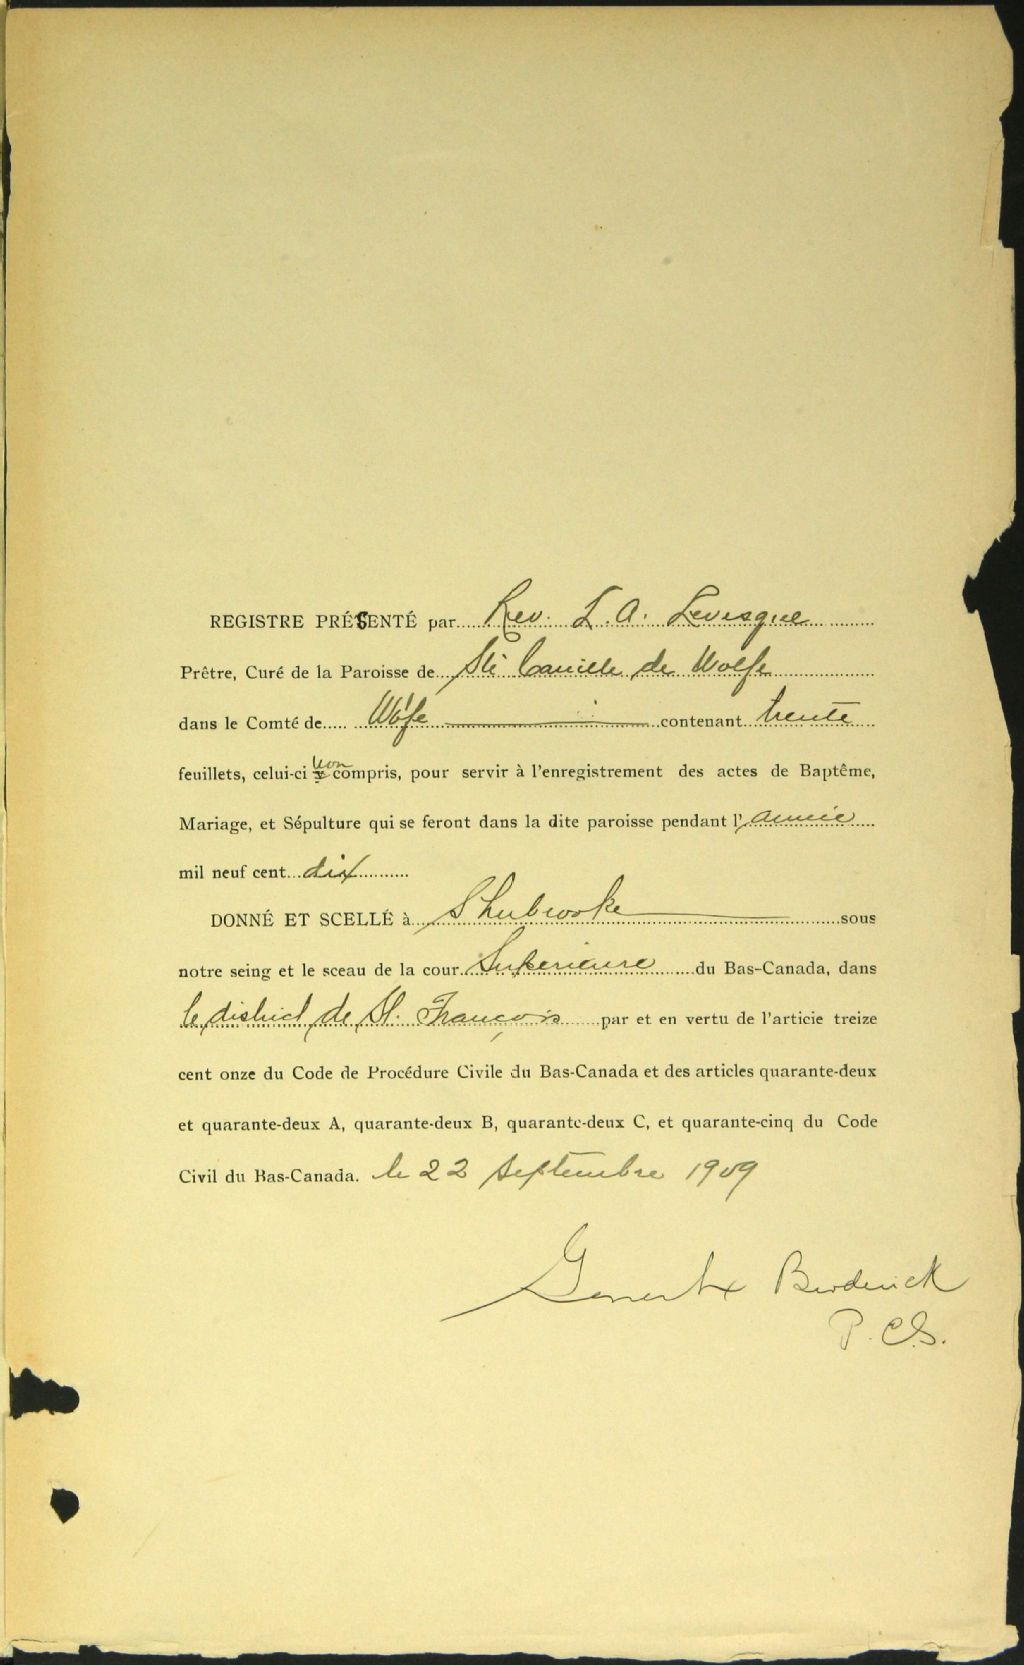 REGISTRE PRÉSENTÉ par Rev. L. A. Levesque
Prêtre, Curé de la Paroisse de Ste Camille de Wolfe
dans le Comté de Wolfe contenant trente
feuillets, celui-ci non compris, pour servir à l'enregistrement des actes de Baptême,
Mariage, et Sépulture qui se feront dans la dite paroisse pendant l'année
mil neuf cent dix
DONNÉ ET SCELLÉ à Sherbrooke sous
notre seing et le sceau de la cour Supérieure du Bas-Canada, dans
le district de St. François par et en vertu de l'articie treize
cent onze du Code de Procédure Civile du Bas-Canada et des articles quarante-deux
et quarante-deux A, quarante-deux B, quarante-deux C, et quarante-cinq du Code
Civil du Bas-Canada. le 22 Septembre 1909
P. C. S.